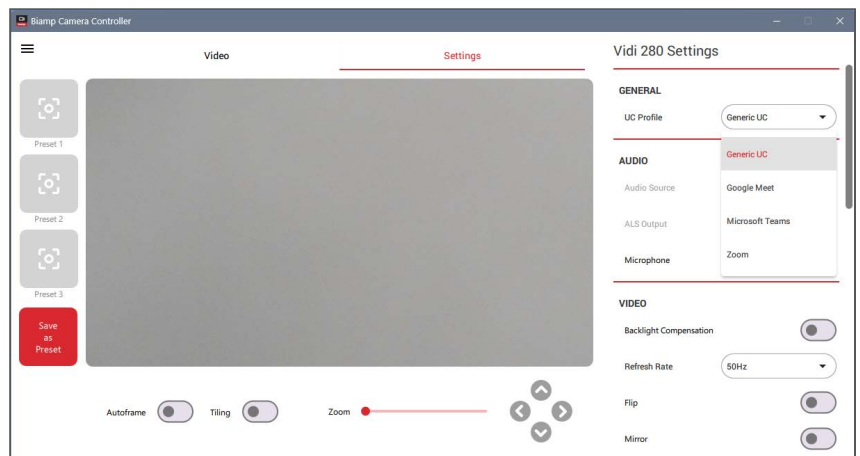 Biamp Camera Controller
Video
Settings
Preset 1
Preset 2
Preset 3
Save
as
Preset
Autoframe
Tiling
Zoom
Vidi 280 Settings
GENERAL
UC Profile
Generic UC
Generic UC
Google Meet
Microsoft Teams
Zoom
AUDIO
Audio Source
ALS Output
Microphone
VIDEO
Backlight Compensation
Refresh Rate
50Hz
Flip
Mirror